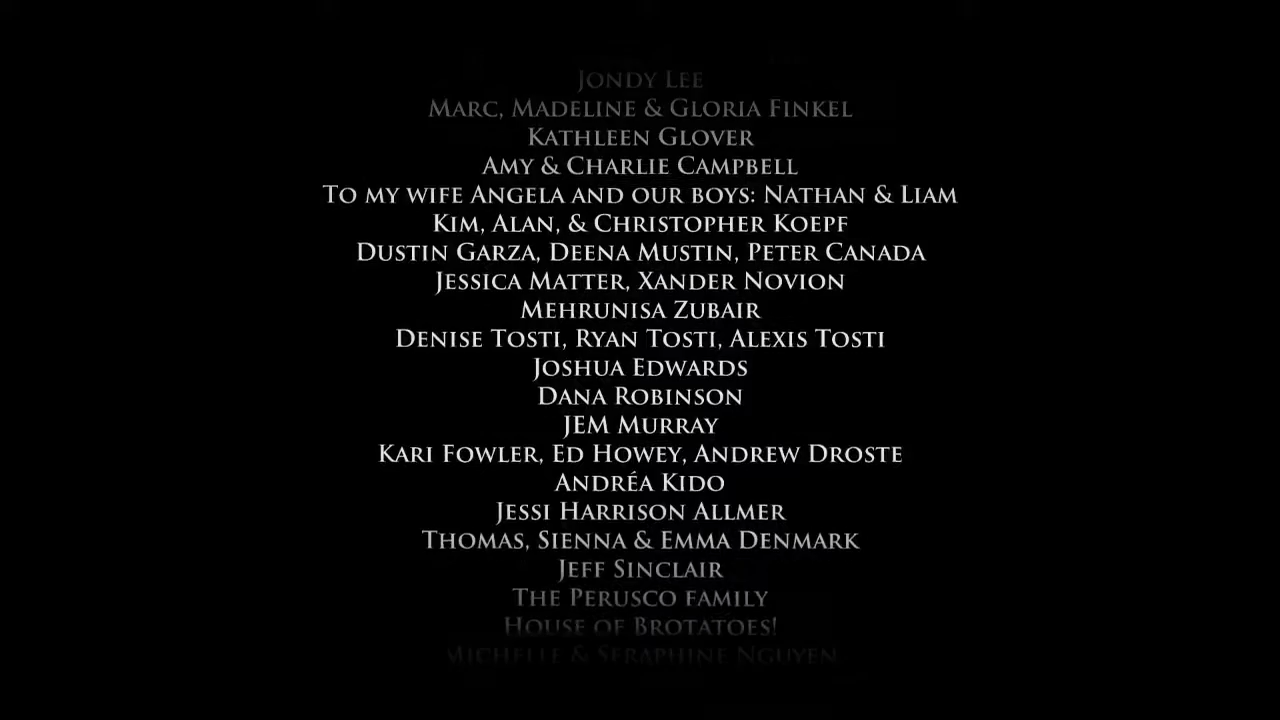 Jondy Lee
Marc, Madeline & Gloria Finkel
Kathleen Glover
Amy & Charlie Campbell
To my wife Angela and our boys: Nathan & Liam
Kim, Alan, & Christopher Koepf
Dustin Garza, Deena Mustin, Peter Canada
Jessica Matter, Xander Novion
Mehrunisa Zubair
Denise Tosti, Ryan Tosti, Alexis Tosti
Joshua Edwards
Dana Robinson
JEM Murray
Kari Fowler, Ed Howey, Andrew Droste
Andréa Kido
Jessi Harrison Allmer
Thomas, Sienna & Emma Denmark
Jeff Sinclair
The Perusco family
House of Brotatoes!
Michelle & Seraphine Nguyen